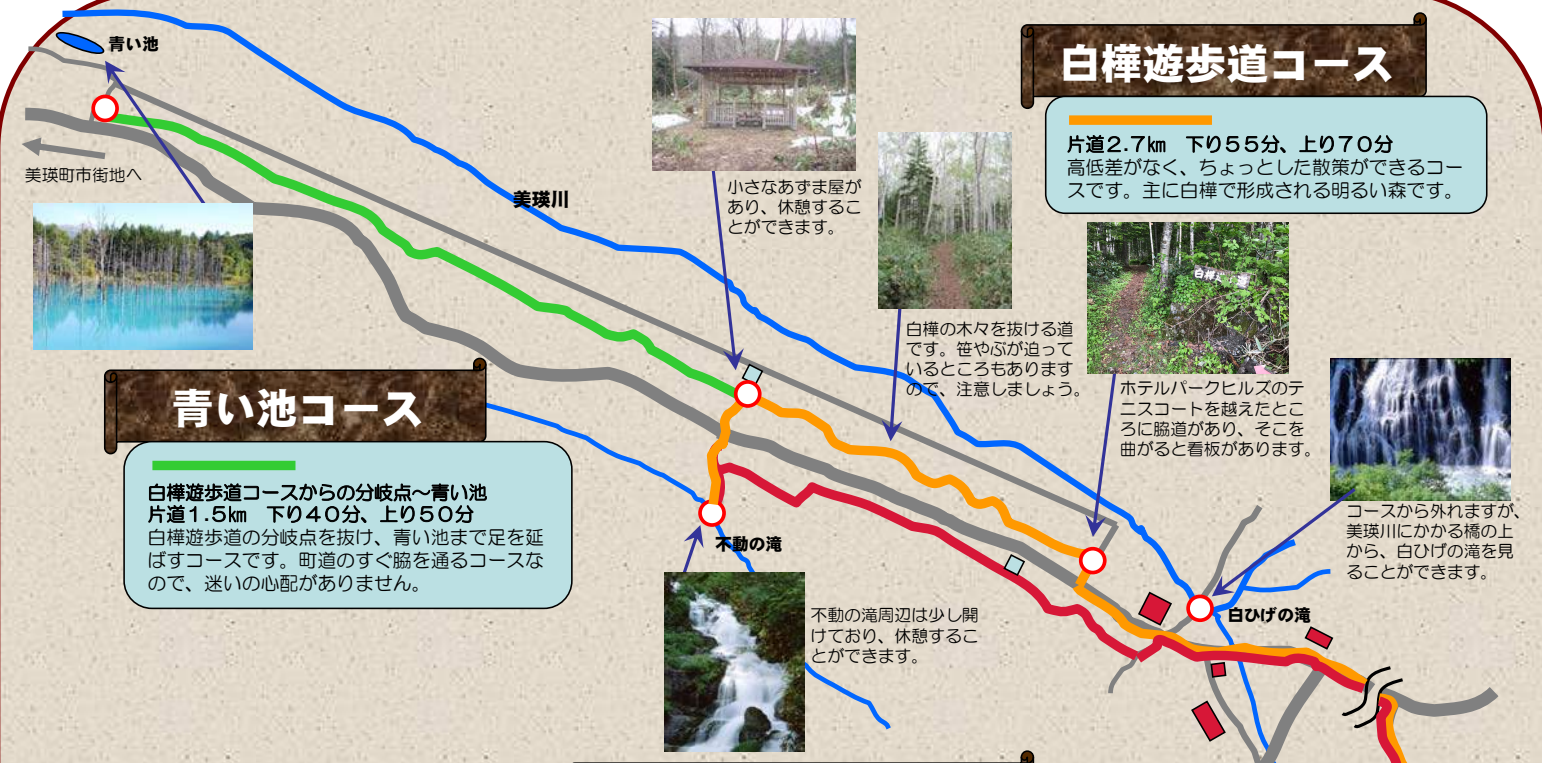 青い池
美瑛町市街地へ
美瑛川
小さなあずま屋が
あり、休憩するこ
とができます。
白樺遊歩道コース
片道2.7km 下り55分、上り70分
高低差がなく、ちょっとした散策ができるコー
スです。主に白樺で形成される明るい森です。
白樺の木々を抜ける道
です。笹やぶが迫って
いるところもあります
ので、注意しましょう。
ホテルパークヒルズのテ
ニスコートを越えたとこ
ろに脇道があり、そこを
曲がると看板があります。
青い池コース
白樺遊歩道コースからの分岐点～青い池
片道1.5km 下り40分、上り50分
白樺遊歩道の分岐点を抜け、青い池まで足を延
ばすコースです。町道のすぐ脇を通るコースな
ので、迷いの心配がありません。
コースから外れますが、
美瑛川にかかる橋の上
から、白ひげの滝を見
ることができます。
不動の滝
不動の滝周辺は少し開
けており、休憩するこ
とができます。
白ひげの滝